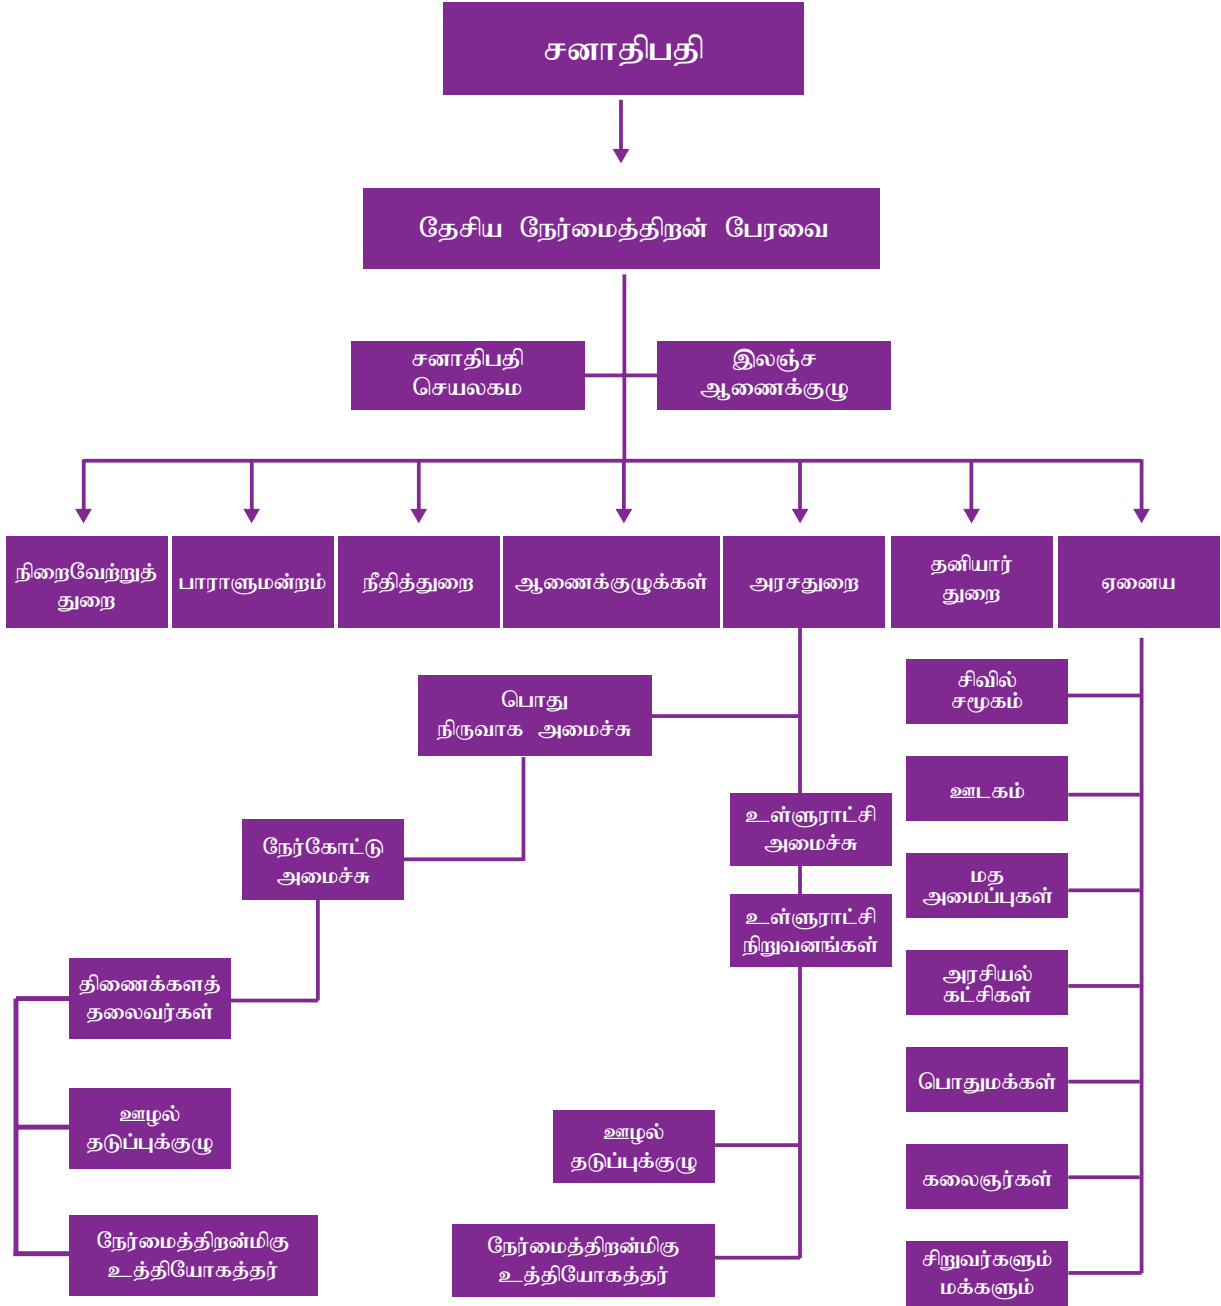 சனாதிபதி
தேசிய நேர்மைத்திறன் பேரவை
சனாதிபதி
செயலகம
இலஞ்ச
ஆணைக்குழு
நிறைவேற்றுத்
துறை
பாராளுமன்றம்
நீதித்துறை
ஆணைக்குழுக்கள்
அரசதுறை
தனியார்
துறை
ஏனைய
பொது
நிருவாக அமைச்சு
நேர்கோட்டு
அமைச்சு
திணைக்களத்
தலைவர்கள்
ஊழல்
தடுப்புக்குழு
நேர்மைத்திறன்மிகு
உத்தியோகத்தர்
உள்ளுராட்சி
அமைச்சு
உள்ளுராட்சி
நிறுவனங்கள்
ஊழல்
தடுப்புக்குழு
நேர்மைத்திறன்மிகு
உத்தியோகத்தர்
சிவில்
சமூகம்
ஊடகம்
மத
அமைப்புகள்
அரசியல்
கட்சிகள்
பொதுமக்கள்
கலைஞர்கள்
சிறுவர்களும்
மக்களும்